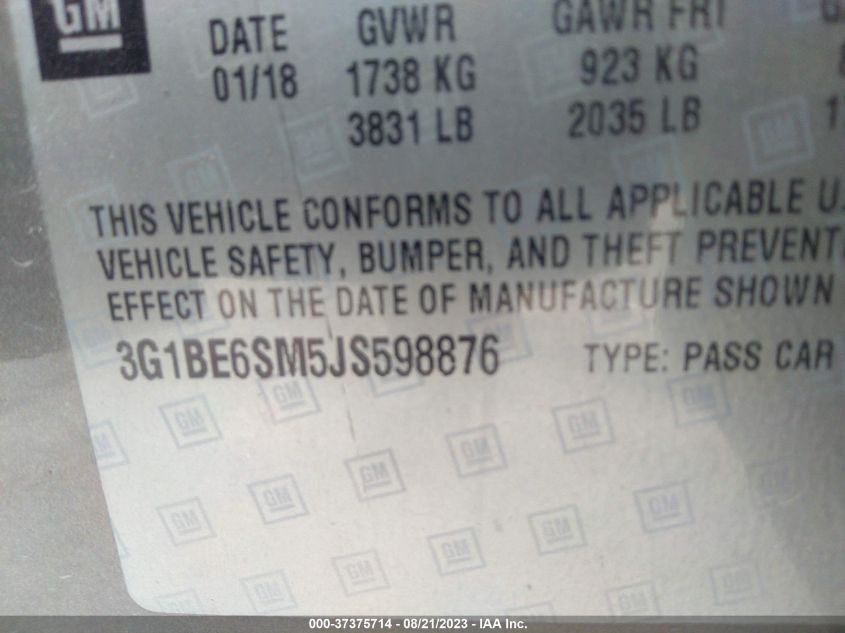 GM
DATE GVWR GAWR FRT
01/18 1738 KG 923 KG
3831 LB 2035 LB
THIS VEHICLE CONFORMS TO ALL APPLICABLE U.
VEHICLE SAFETY, BUMPER, AND THEFT PREVENT
EFFECT ON THE DATE OF MANUFACTURE SHOWN
3G1BE6SM5JS598876 TYPE: PASS CAR
000-37375714 - 08/21/2023 - IAA Inc.